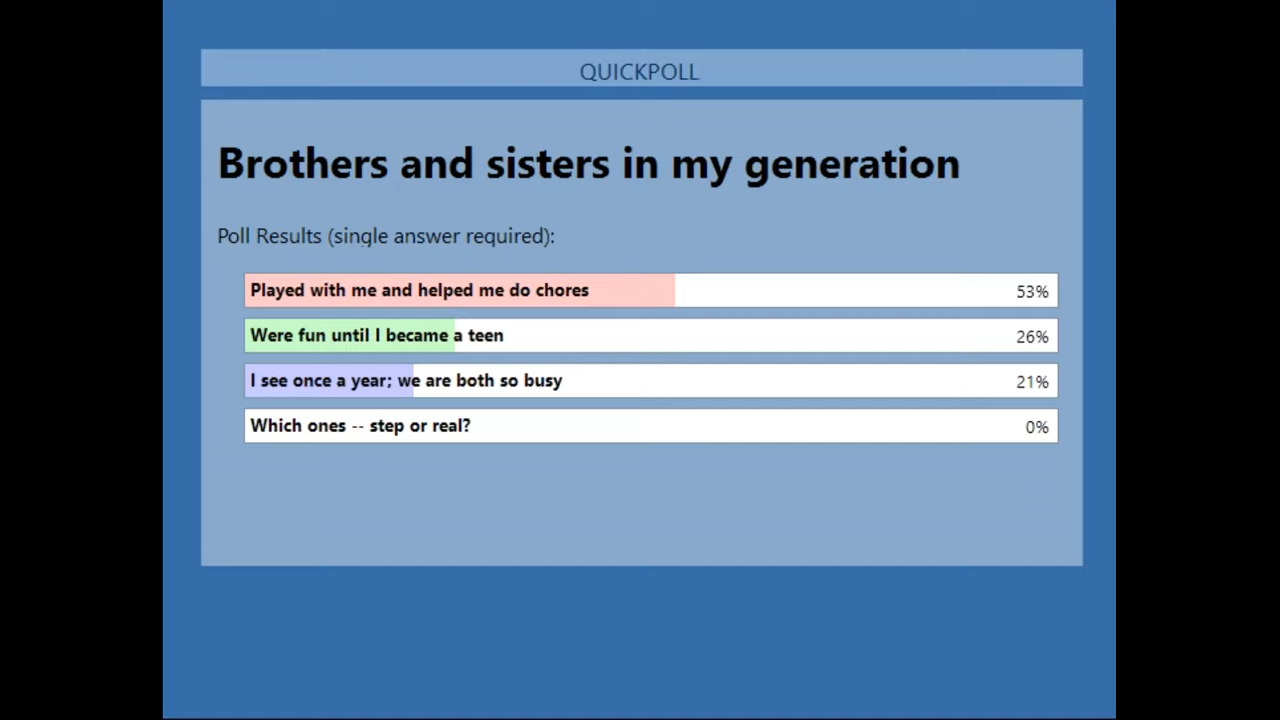 QUICKPOLL
Brothers and sisters in my generation
Poll Results (single answer required):
Played with me and helped me do chores 53%
Were fun until I became a teen 26%
I see once a year; we are both so busy 21%
Which ones -- step or real? 0%